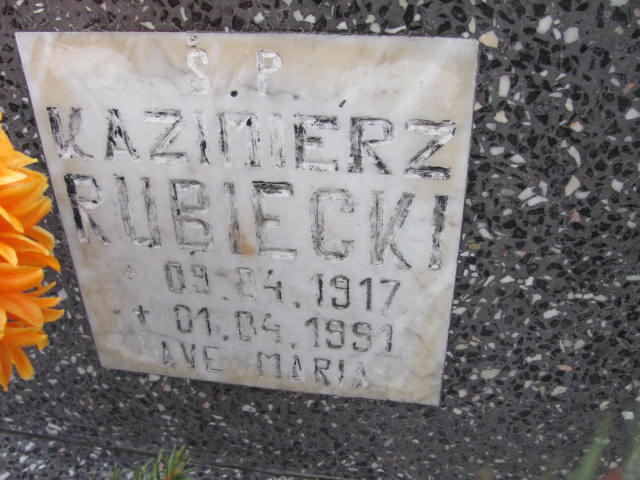 Ś.P.
KAZIMIERZ
RUBIECKI
* 09.04.1917
+ 01.04.1991
AVE MARIA